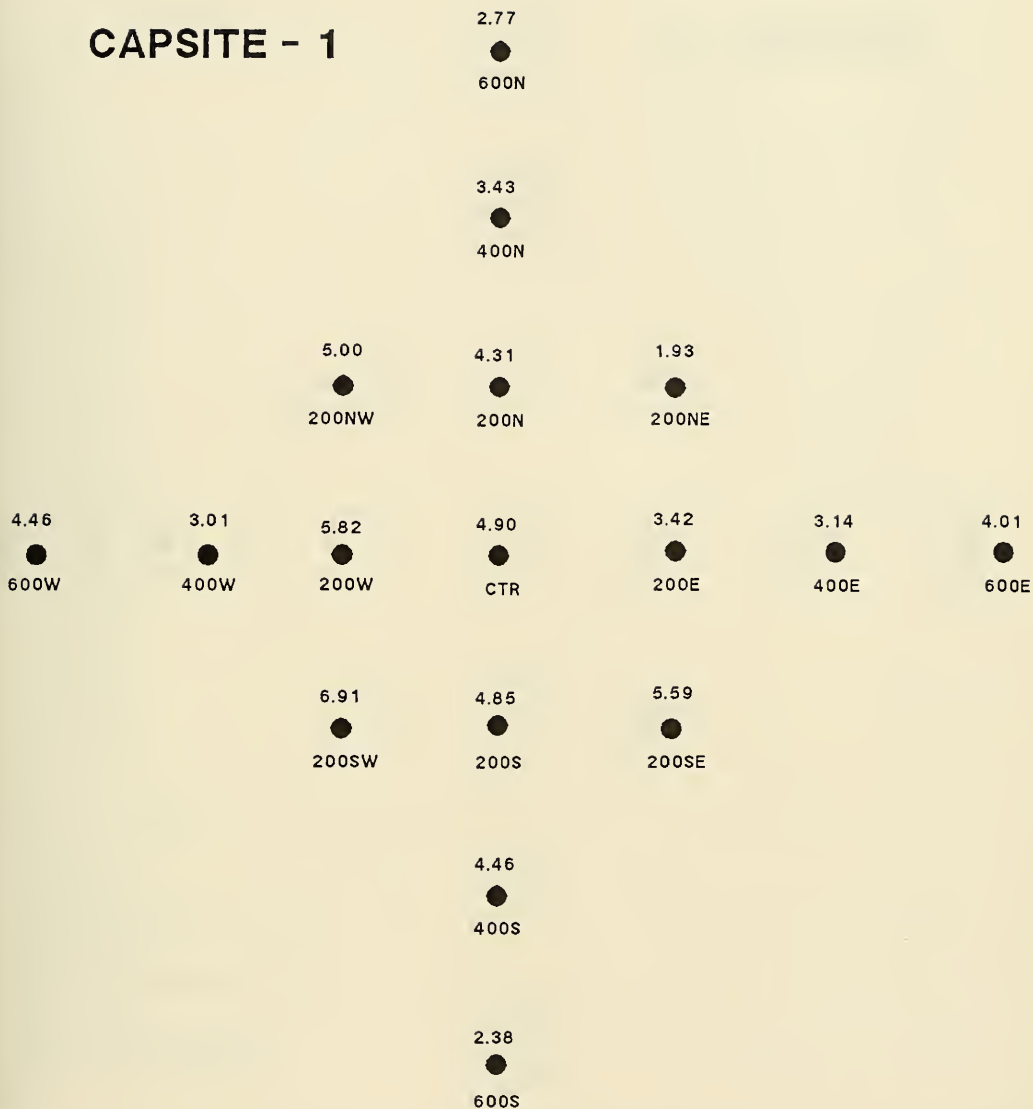 CAPSITE - 1
2.77
600N
3.43
400N
5.00 4.31 1.93
200NW 200N 200NE
4.46 3.01 5.82 4.90 3.42 3.14 4.01
600W 400W 200W CTR 200E 400E 600E
6.91 4.85 5.59
200SW 200S 200SE
4.46
400S
2.38
600S